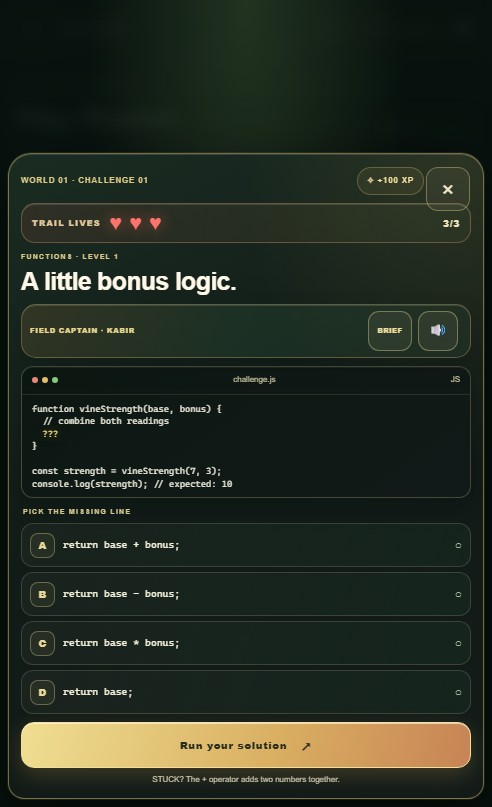 WORLD 01 · CHALLENGE 01
✦ +100 XP
×
TRAIL LIVES
3/3
FUNCTIONS · LEVEL 1
A little bonus logic.
FIELD CAPTAIN · KABIR
BRIEF
challenge.js
JS
function vineStrength(base, bonus) {
// combine both readings
???
}
const strength = vineStrength(7, 3);
console.log(strength); // expected: 10
PICK THE MISSING LINE
A return base + bonus;
B return base − bonus;
C return base * bonus;
D return base;
Run your solution ↗
STUCK? The + operator adds two numbers together.